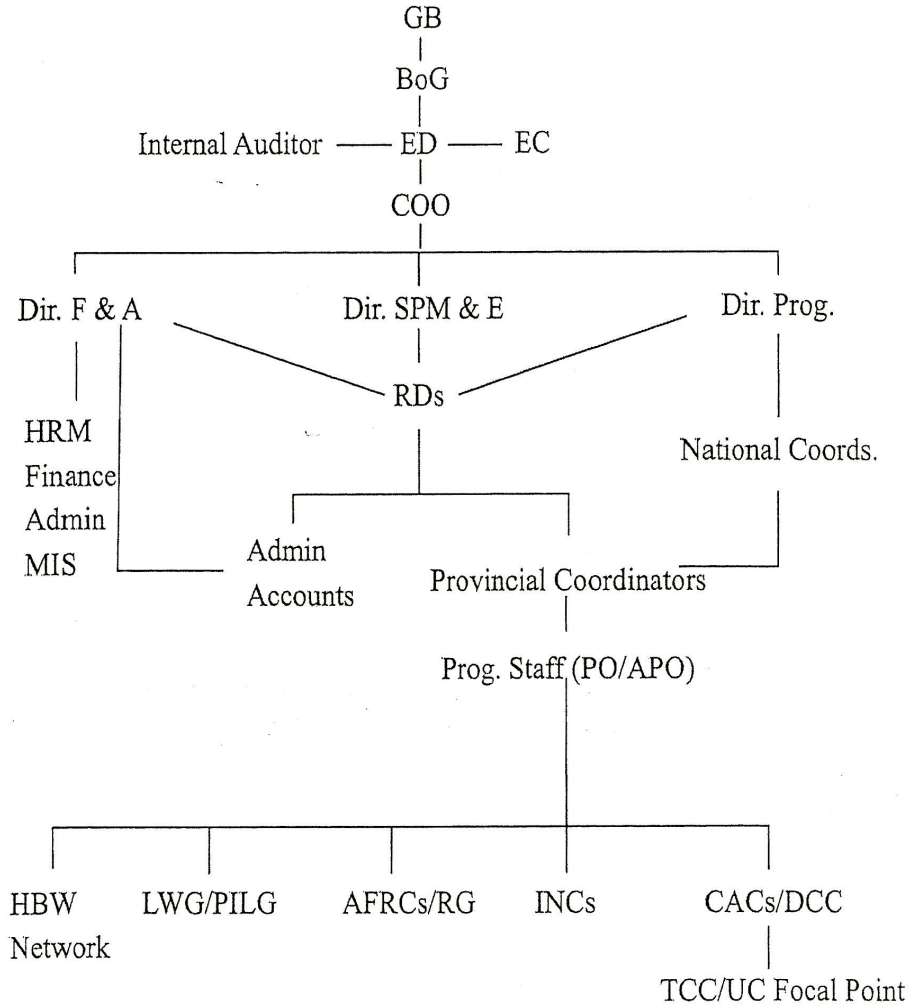 GB
BoG
Internal Auditor ED EC
COO
Dir. F & A Dir. SPM & E Dir. Prog.
RDs
HRM
Finance
Admin
MIS
National Coords.
Admin
Accounts
Provincial Coordinators
Prog. Staff (PO/APO)
HBW
Network
LWG/PILG
AFRCs/RG
INCs
CACs/DCC
TCC/UC Focal Point